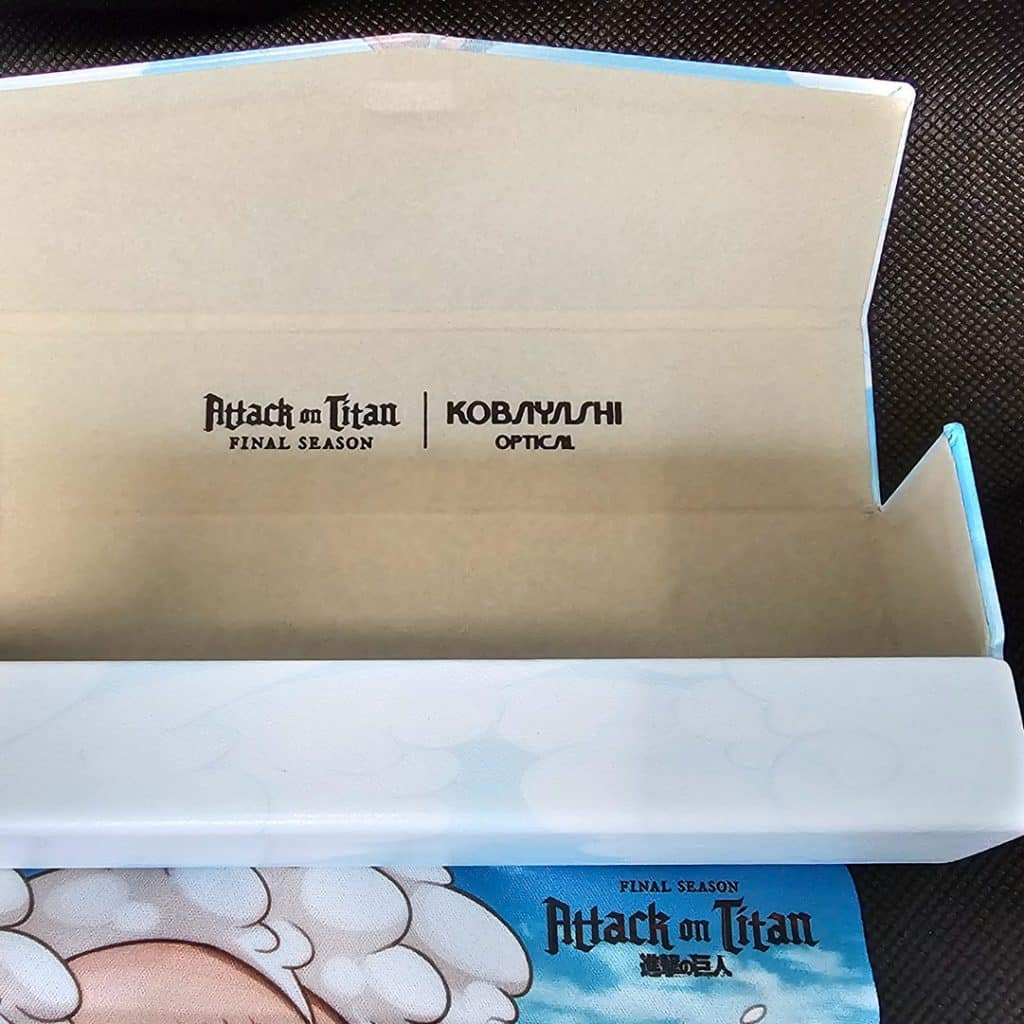 Attack on Titan
FINAL SEASON
KOBAYASHI
OPTICAL
FINAL SEASON
Attack on Titan
進撃の巨人